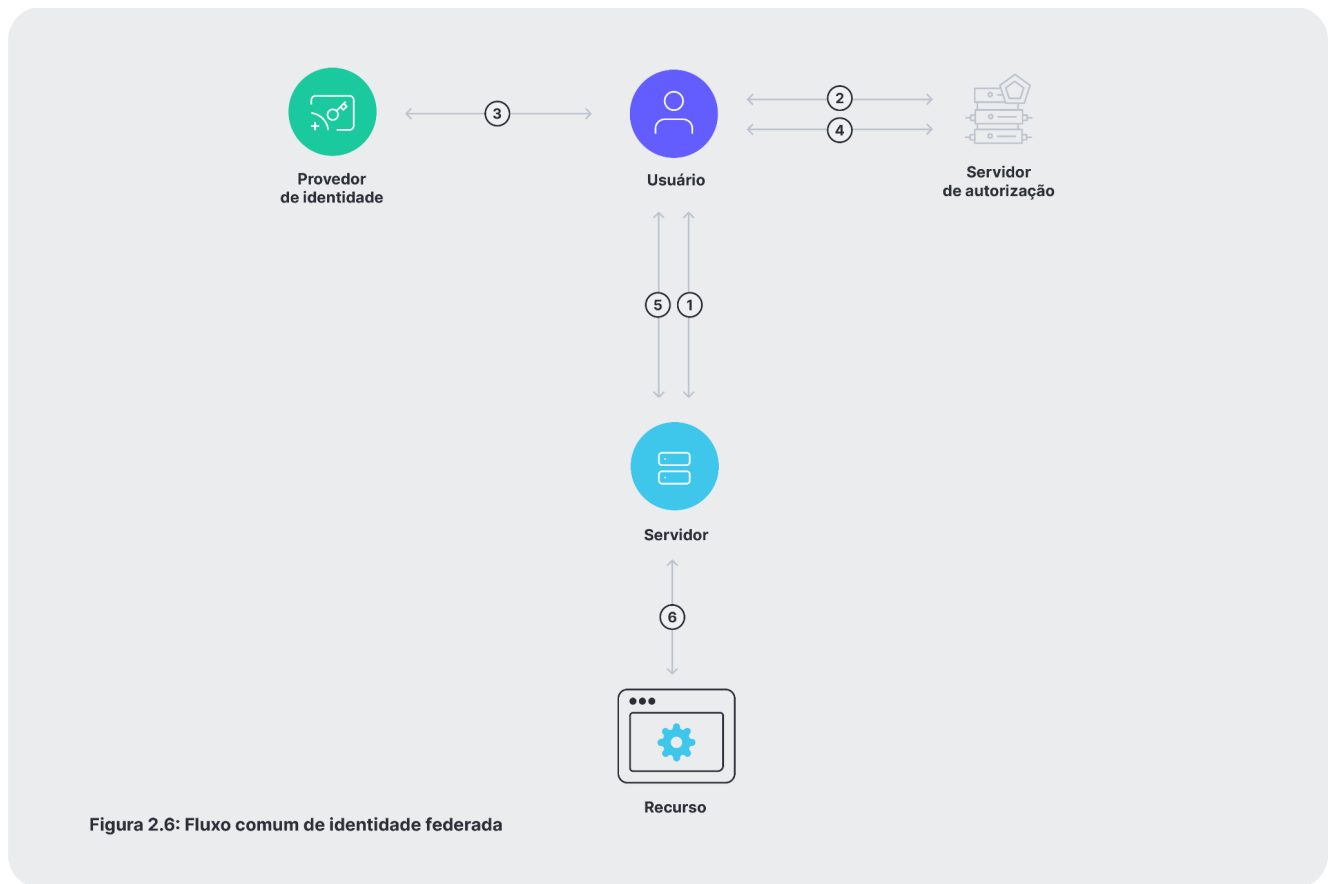 3
2
4
Provedor
de identidade
Usuário
Servidor
de autorização
5
1
Servidor
6
Recurso
Figura 2.6: Fluxo comum de identidade federada